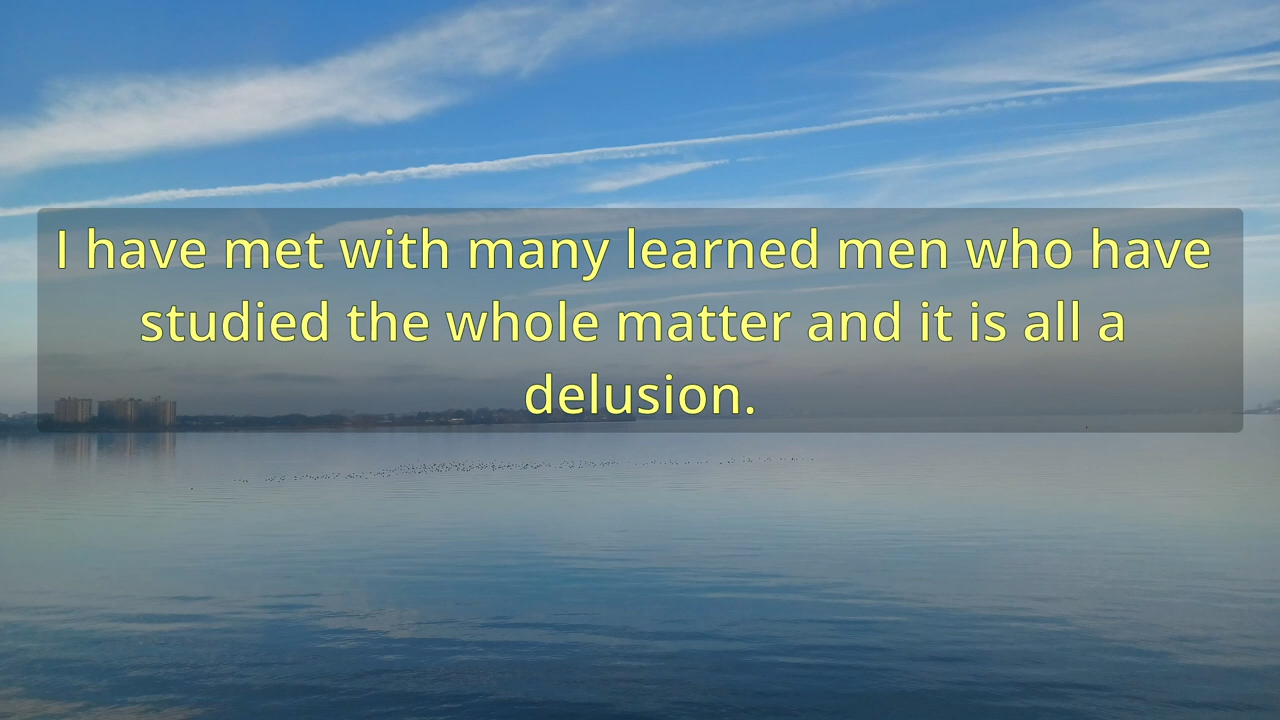 I have met with many learned men who have
studied the whole matter and it is all a
delusion.